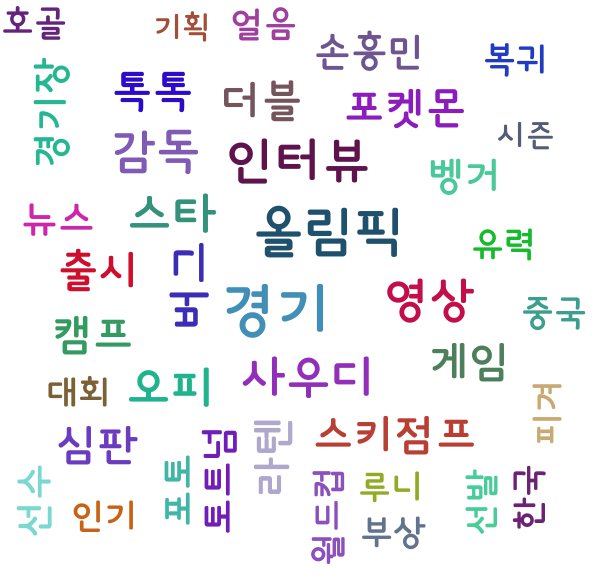 호골
기획
얼음
손흥민
복귀
경기장
톡톡
더블
포켓몬
시즌
감독
인터뷰
벵거
뉴스
스타
올림픽
유력
출시
버디
경기
영상
중국
캠프
게임
대회
오피
사우디
피겨
심판
포토
토트넘
라텐
스키점프
선수
인기
월드컵
루니
부상
선발
한국